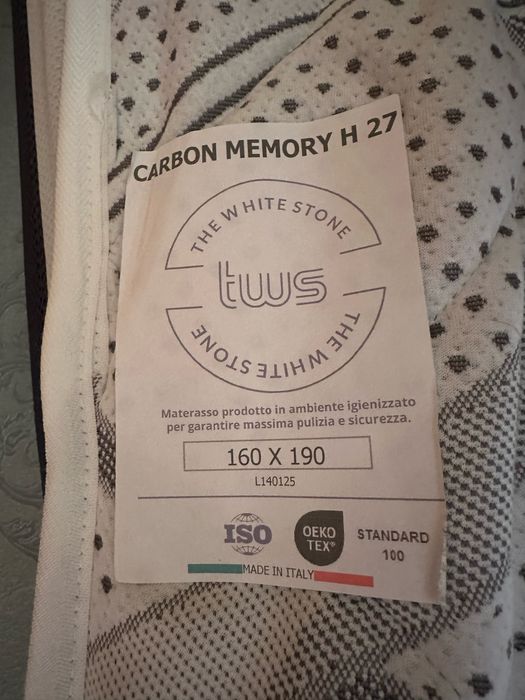 CARBON MEMORY H 27
THE WHITE STONE
tws
THE WHITE STONE
Materasso prodotto in ambiente igienizzato
per garantire massima pulizia e sicurezza.
160 X 190
L140125
ISO
OEKO
TEX®
STANDARD
100
MADE IN ITALY